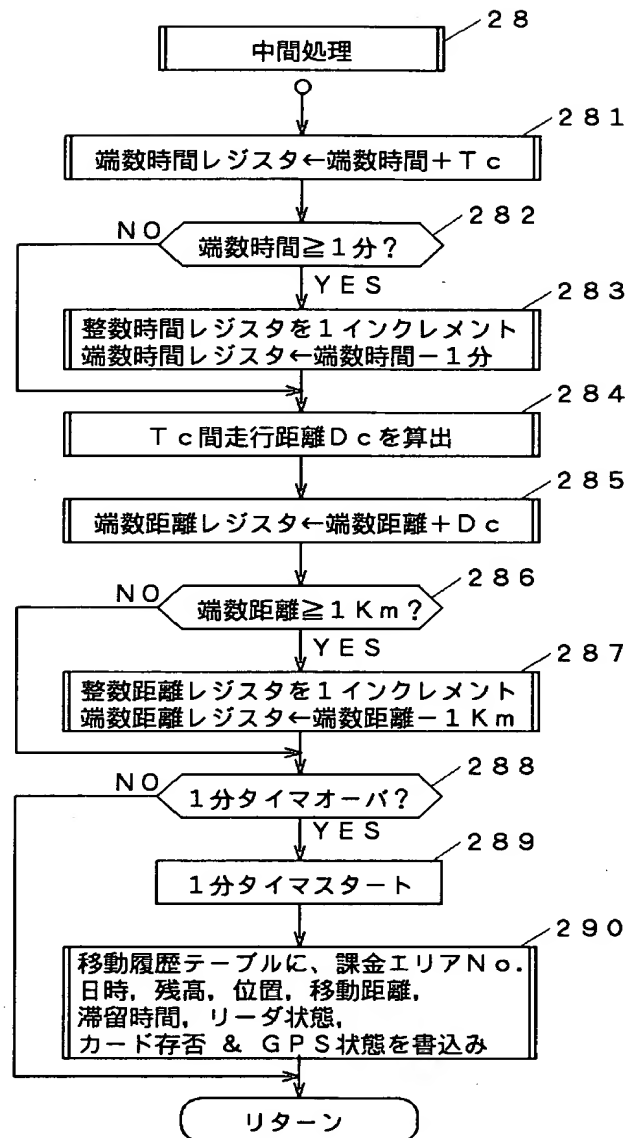 28
中間処理
281
端数時間レジスタ←端数時間＋Tc
282
NO
端数時間≧1分？
YES
283
整数時間レジスタを1インクレメント
端数時間レジスタ←端数時間－1分
284
Tc間走行距離Dcを算出
285
端数距離レジスタ←端数距離＋Dc
286
NO
端数距離≧1Km？
YES
287
整数距離レジスタを1インクレメント
端数距離レジスタ←端数距離－1Km
288
NO
1分タイマオーバ？
YES
289
1分タイマスタート
290
移動履歴テーブルに、課金エリアNo.
日時，残高，位置，移動距離，
滞留時間，リーダ状態，
カード存否 & GPS状態を書込み
リターン